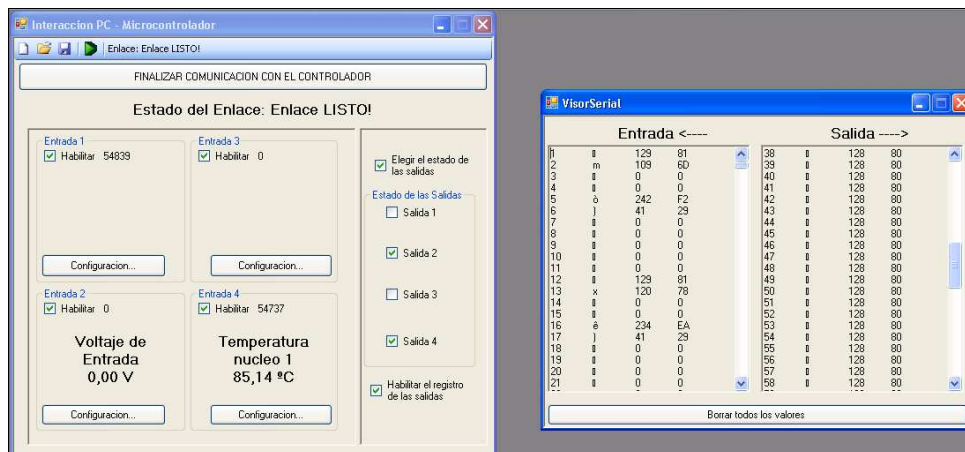 Interaccion PC - Microcontrolador
Enlace: Enlace LISTO!
FINALIZAR COMUNICACION CON EL CONTROLADOR
Estado del Enlace: Enlace LISTO!
Entrada 1
Habilitar 54839
Configuracion...
Entrada 3
Habilitar 0
Configuracion...
Entrada 2
Habilitar 0
Voltaje de
Entrada
0,00 V
Configuracion...
Entrada 4
Habilitar 54737
Temperatura
nucleo 1
85,14 ºC
Configuracion...
Elegir el estado de
las salidas
Estado de las Salidas
Salida 1
Salida 2
Salida 3
Salida 4
Habilitar el registro
de las salidas
VisorSerial
Entrada <----
1 129 81
2 m 109 6D
3 0 0
4 0 0
5 ò 242 F2
6 ) 41 29
7 0 0
8 0 0
9 0 0
10 0 0
11 0 0
12 129 81
13 x 120 78
14 0 0
15 0 0
16 ê 234 EA
17 ) 41 29
18 0 0
19 0 0
20 0 0
21 0 0
Salida ---->
38 128 80
39 128 80
40 128 80
41 128 80
42 128 80
43 128 80
44 128 80
45 128 80
46 128 80
47 128 80
48 128 80
49 128 80
50 128 80
51 128 80
52 128 80
53 128 80
54 128 80
55 128 80
56 128 80
57 128 80
58 128 80
Borrar todos los valores